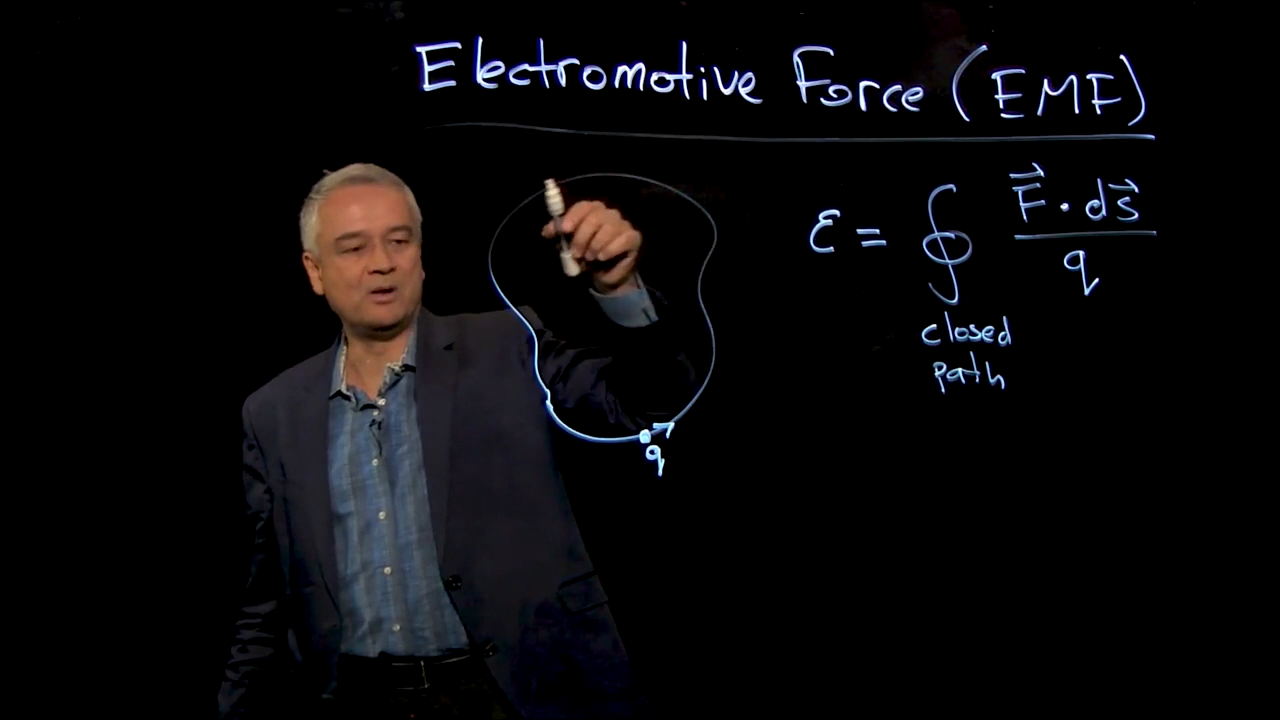 Electromotive Force (EMF)
ε = ∮ F⃗ · ds⃗ / q
closed
path
q